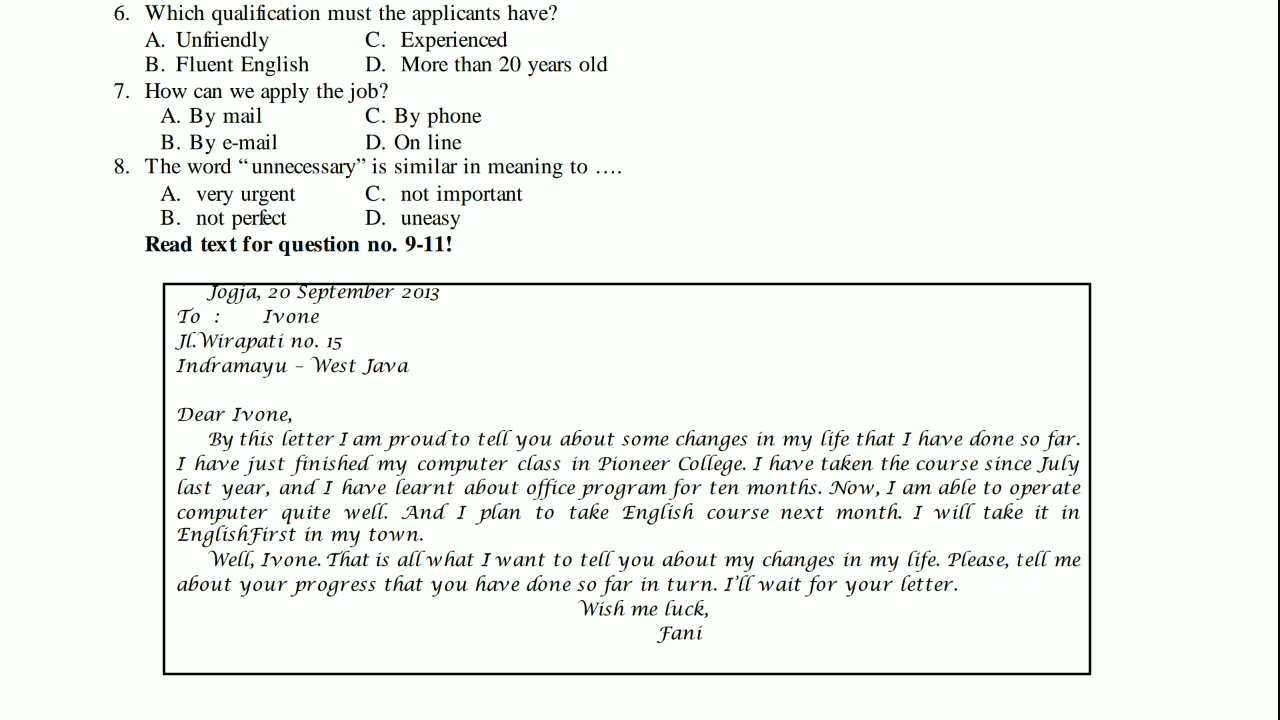 6. Which qualification must the applicants have?
A. Unfriendly C. Experienced
B. Fluent English D. More than 20 years old
7. How can we apply the job?
A. By mail C. By phone
B. By e-mail D. On line
8. The word “unnecessary” is similar in meaning to ….
A. very urgent C. not important
B. not perfect D. uneasy
Read text for question no. 9-11!
Jogja, 20 September 2013
To : Ivone
Jl.Wirapati no. 15
Indramayu – West Java
Dear Ivone,
By this letter I am proud to tell you about some changes in my life that I have done so far.
I have just finished my computer class in Pioneer College. I have taken the course since July
last year, and I have learnt about office program for ten months. Now, I am able to operate
computer quite well. And I plan to take English course next month. I will take it in
EnglishFirst in my town.
Well, Ivone. That is all what I want to tell you about my changes in my life. Please, tell me
about your progress that you have done so far in turn. I’ll wait for your letter.
Wish me luck,
Fani